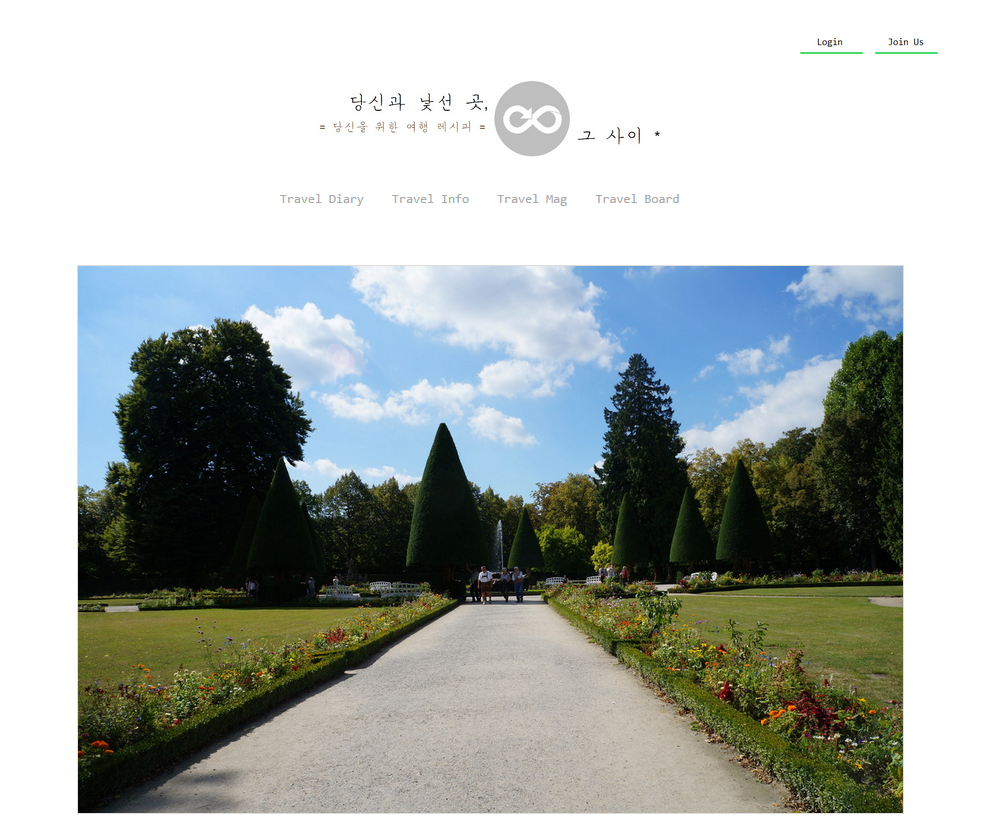 Login
Join Us
당신과 낯선 곳,
= 당신을 위한 여행 레시피 =
그 사이 *
Travel Diary
Travel Info
Travel Mag
Travel Board